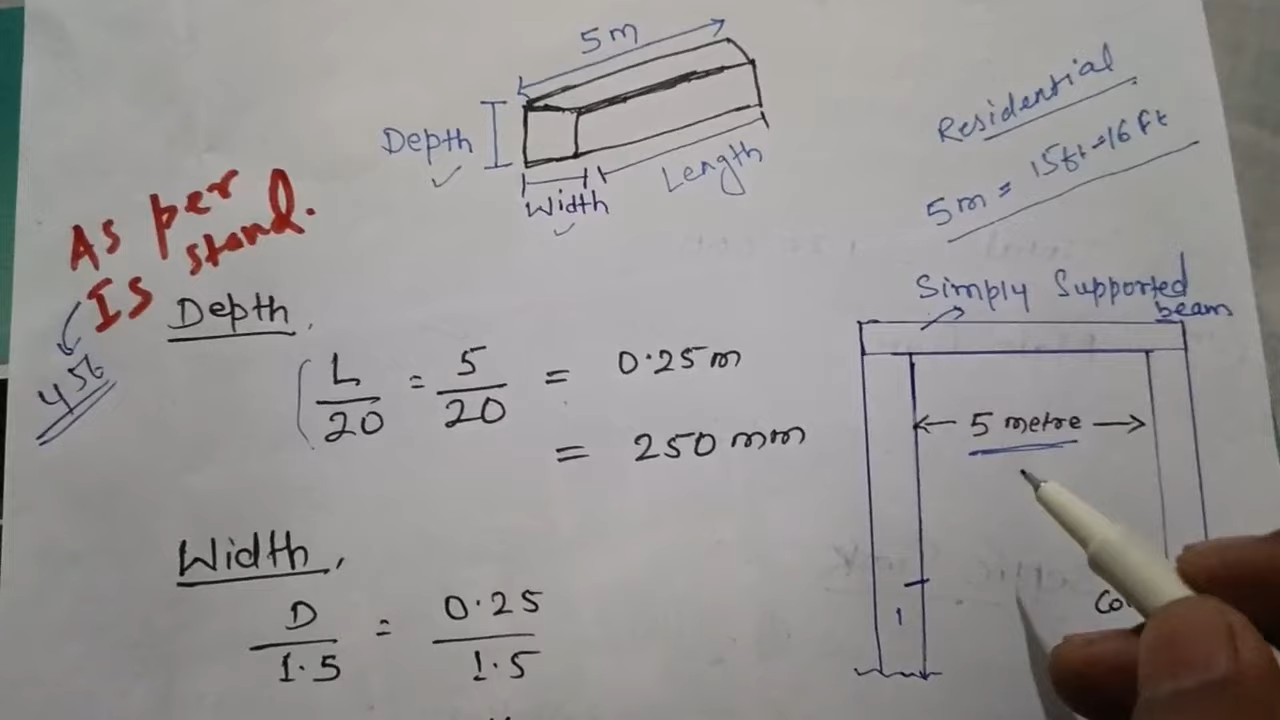 5m
Depth
Length
Width
Residential
5m = 15ft-16ft
As per
IS stand.
456
Simply Supported
beam
5 metre
1
Depth,
L/20 = 5/20 = 0.25m
= 250mm
Width,
D/1.5 = 0.25/1.5